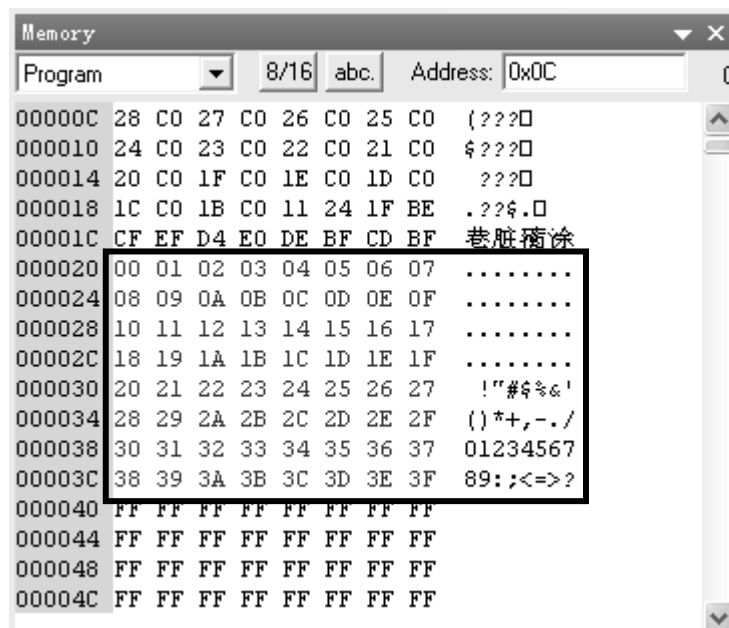 Memory
Program 8/16 abc. Address: 0x0C
00000C 28 C0 27 C0 26 C0 25 C0 (???□
000010 24 C0 23 C0 22 C0 21 C0 $???□
000014 20 C0 1F C0 1E C0 1D C0 ???□
000018 1C C0 1B C0 11 24 1F BE .??$.□
00001C CF EF D4 E0 DE BF CD BF 巷脏蘅涂
000020 00 01 02 03 04 05 06 07 ........
000024 08 09 0A 0B 0C 0D 0E 0F ........
000028 10 11 12 13 14 15 16 17 ........
00002C 18 19 1A 1B 1C 1D 1E 1F ........
000030 20 21 22 23 24 25 26 27 !"#$%&'
000034 28 29 2A 2B 2C 2D 2E 2F ()*+,-./
000038 30 31 32 33 34 35 36 37 01234567
00003C 38 39 3A 3B 3C 3D 3E 3F 89:;<=>?
000040 FF FF FF FF FF FF FF FF
000044 FF FF FF FF FF FF FF FF
000048 FF FF FF FF FF FF FF FF
00004C FF FF FF FF FF FF FF FF